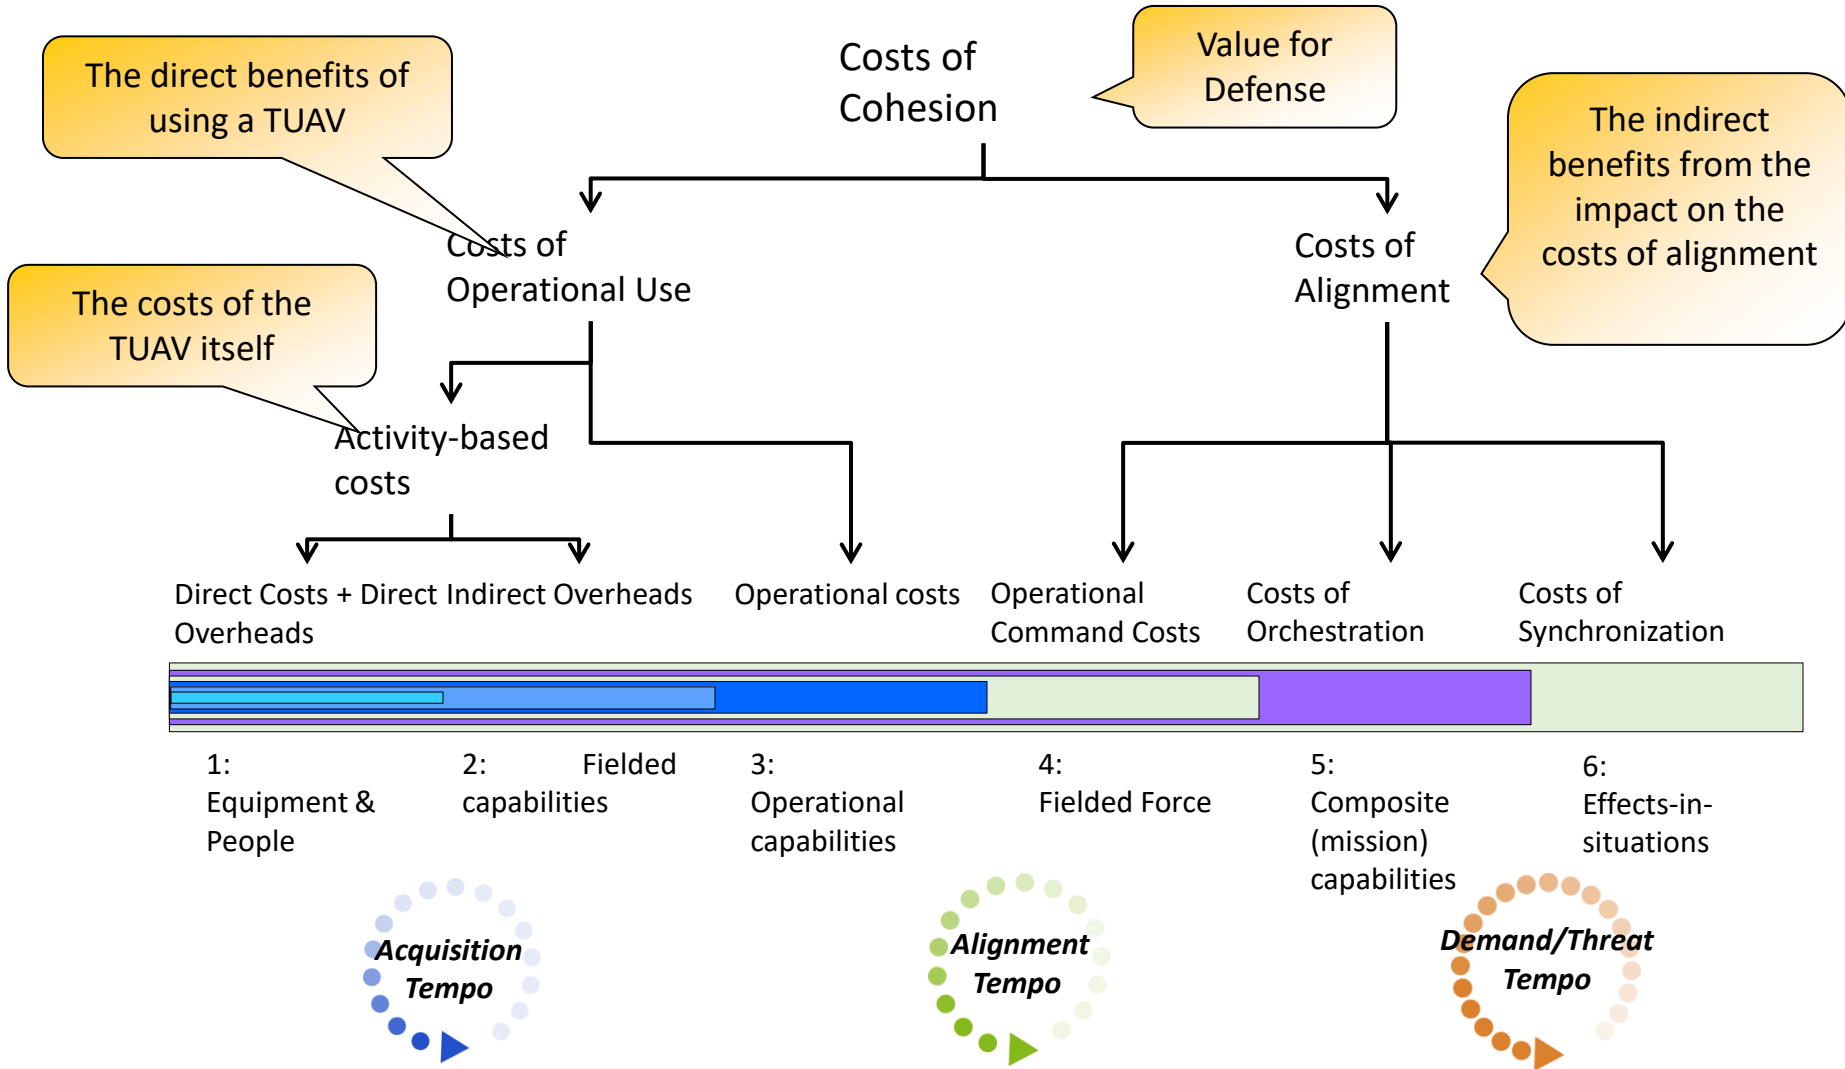 Costs of
Cohesion
Value for
Defense
The direct benefits of
using a TUAV
The indirect
benefits from the
impact on the
costs of alignment
Costs of
Operational Use
Costs of
Alignment
The costs of the
TUAV itself
Activity-based
costs
Direct Costs + Direct
Overheads
Indirect Overheads
Operational costs
Operational
Command Costs
Costs of
Orchestration
Costs of
Synchronization
1:
Equipment &
People
2: Fielded
capabilities
3:
Operational
capabilities
4:
Fielded Force
5:
Composite
(mission)
capabilities
6:
Effects-in-
situations
Acquisition
Tempo
Alignment
Tempo
Demand/Threat
Tempo